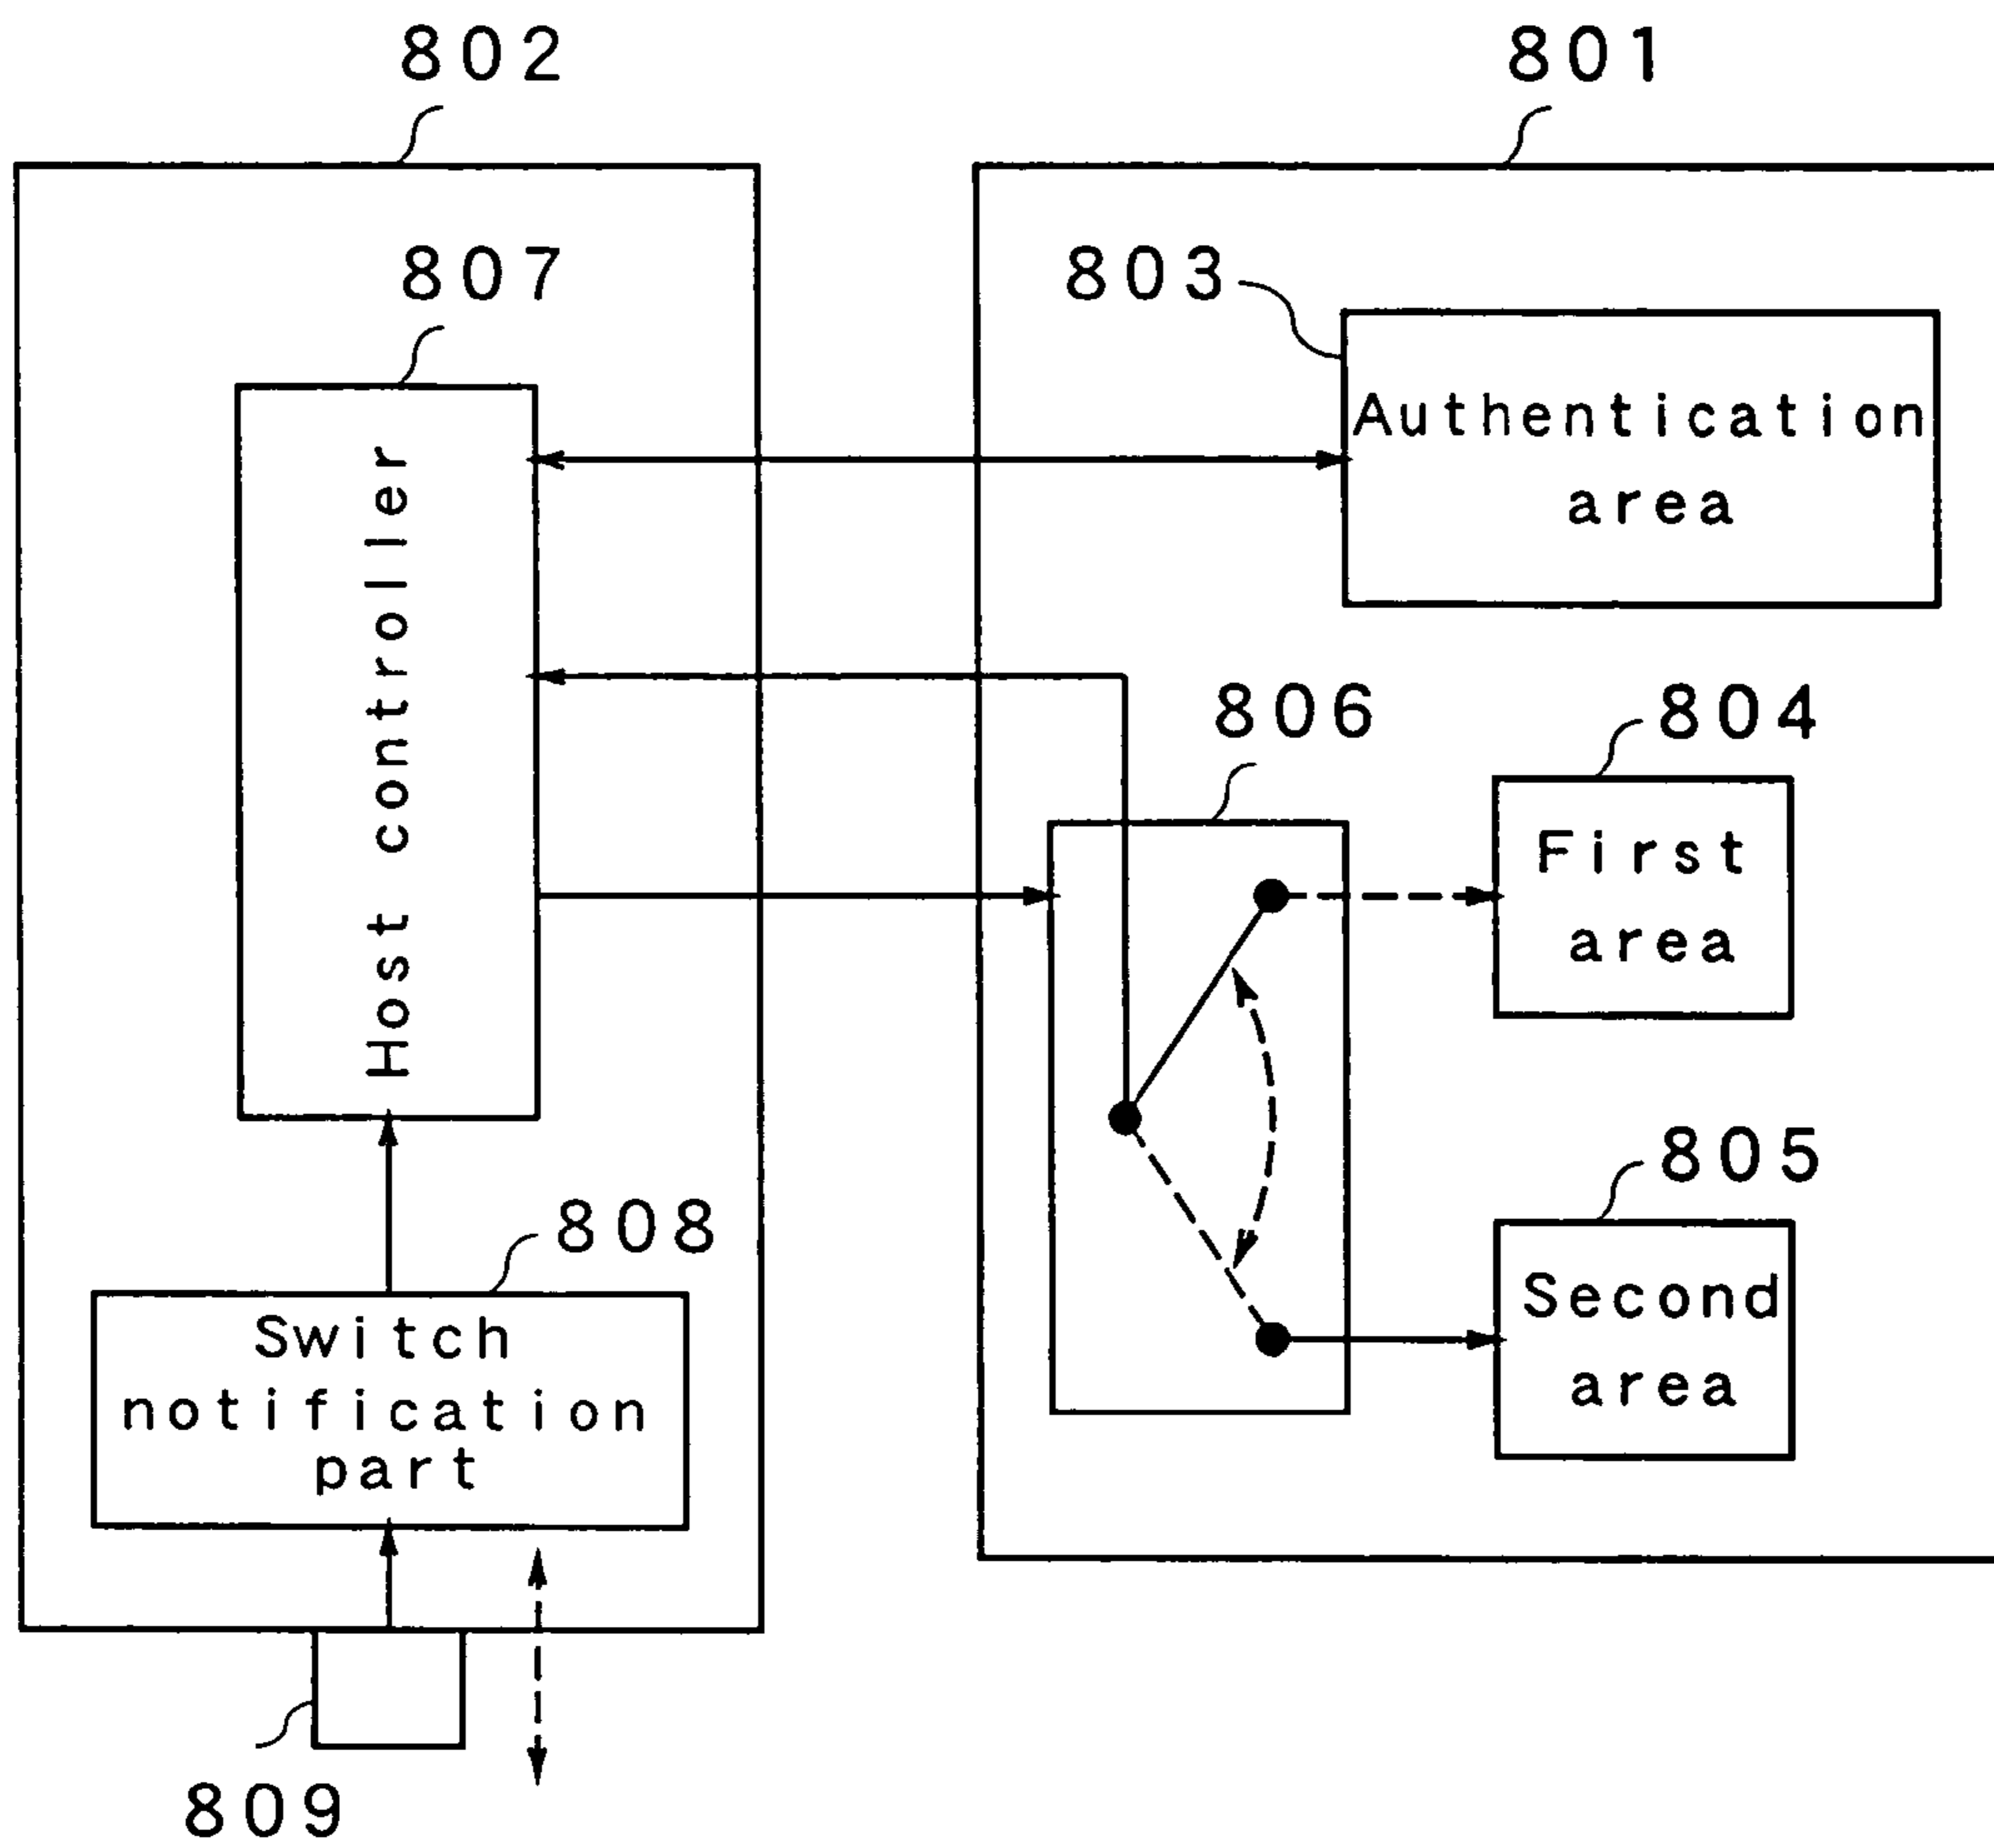 802
801
807
803
Authentication
area
Host controller
806
804
First
area
805
Second
area
808
Switch
notification
part
809